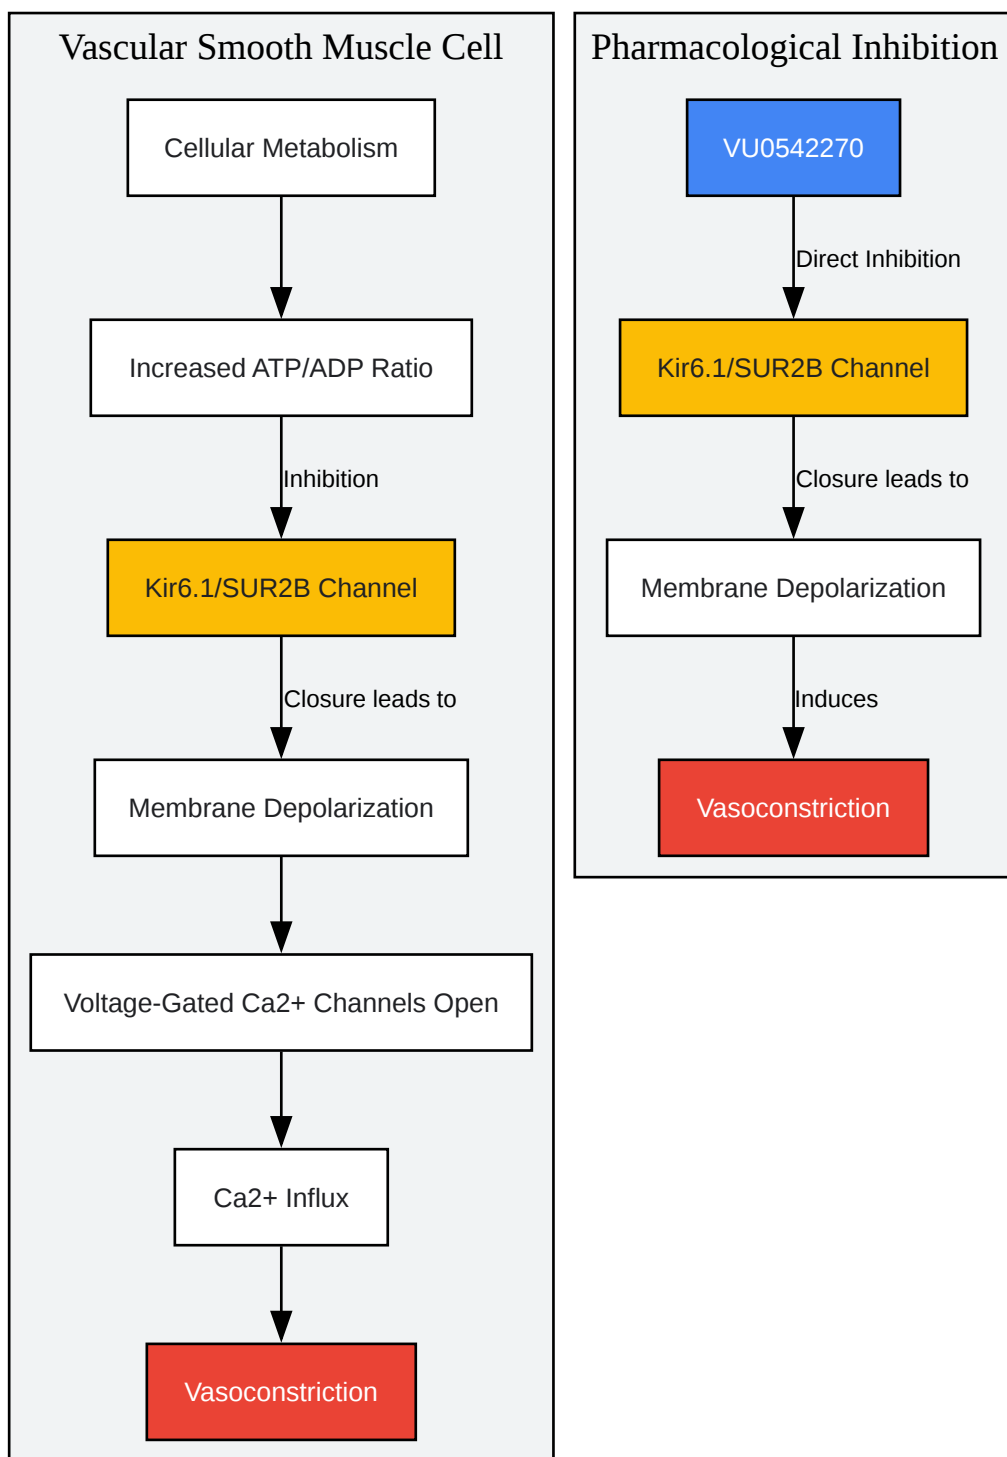 Vascular Smooth Muscle Cell
Cellular Metabolism
Increased ATP/ADP Ratio
Inhibition
Kir6.1/SUR2B Channel
Closure leads to
Membrane Depolarization
Voltage-Gated Ca2+ Channels Open
Ca2+ Influx
Vasoconstriction
Pharmacological Inhibition
VU0542270
Direct Inhibition
Kir6.1/SUR2B Channel
Closure leads to
Membrane Depolarization
Induces
Vasoconstriction